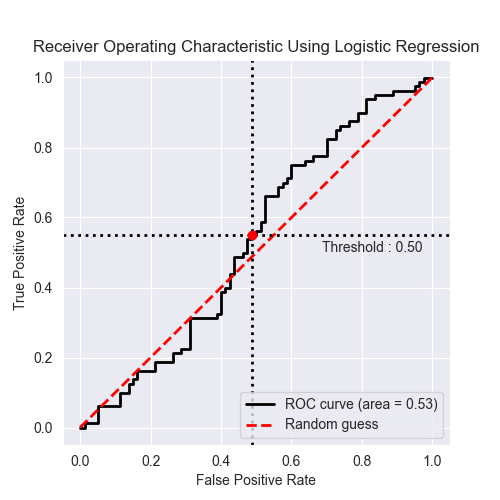 Receiver Operating Characteristic Using Logistic Regression
True Positive Rate
1.0
0.8
0.6
0.4
0.2
0.0
Threshold : 0.50
ROC curve (area = 0.53)
Random guess
0.0 0.2 0.4 0.6 0.8 1.0
False Positive Rate